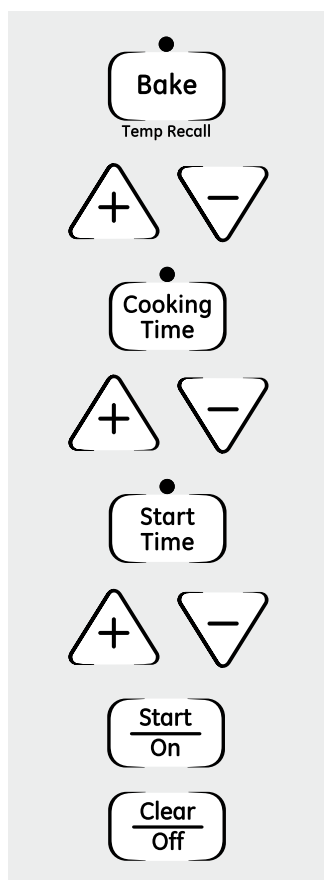 Bake
Temp Recall
+ −
Cooking
Time
+ −
Start
Time
+ −
Start
On
Clear
Off